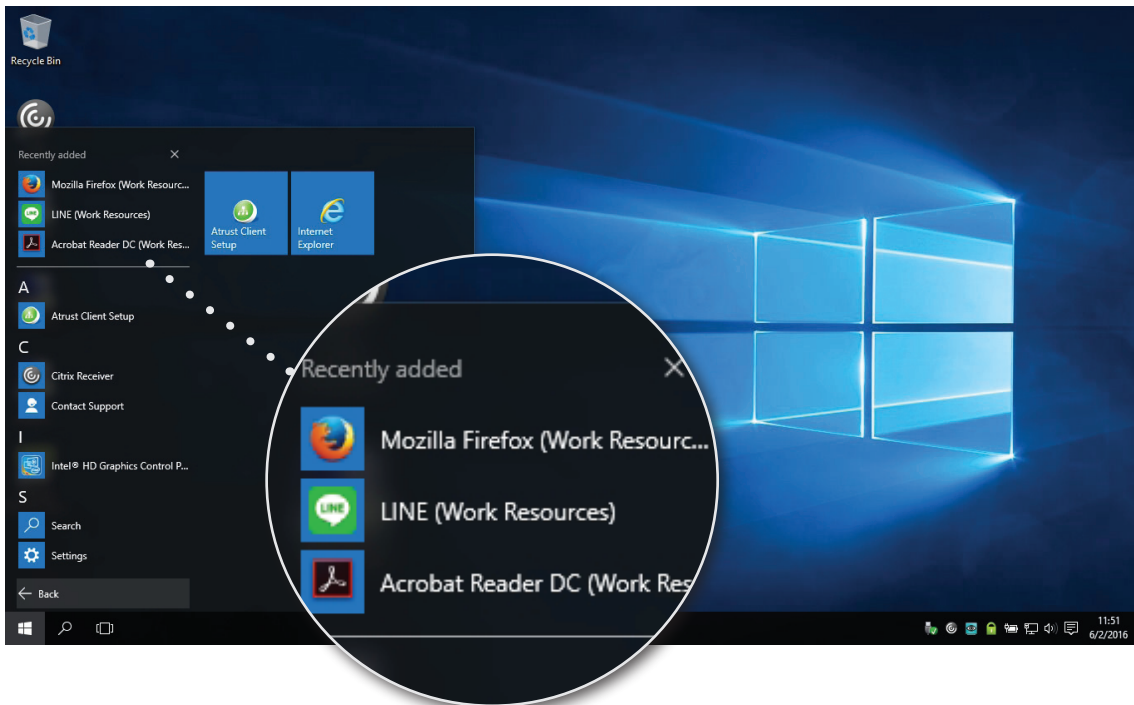 Recycle Bin
Recently added
Mozilla Firefox (Work Resourc...
LINE (Work Resources)
Acrobat Reader DC (Work Res...
Atrust Client
Setup
Internet
Explorer
A
Atrust Client Setup
C
Citrix Receiver
Contact Support
I
Intel® HD Graphics Control P...
S
Search
Settings
Back
Recently added
Mozilla Firefox (Work Resourc...
LINE
LINE (Work Resources)
Acrobat Reader DC (Work Res
11:51
6/2/2016